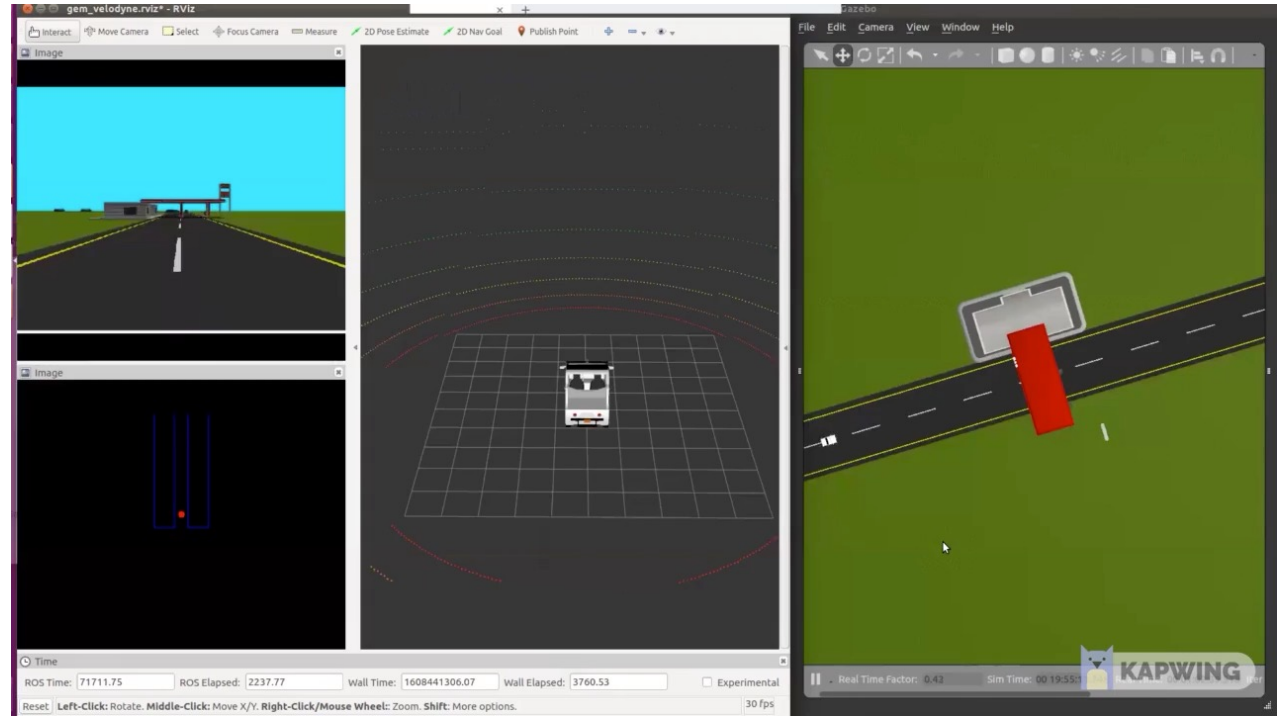 gem_velodyne.rviz* - RViz
Gazebo
Interact Move Camera Select Focus Camera Measure 2D Pose Estimate 2D Nav Goal Publish Point
File Edit Camera View Window Help
Image
Image
Time
ROS Time: 71711.75 ROS Elapsed: 2237.77 Wall Time: 1608441306.07 Wall Elapsed: 3760.53 Experimental
Real Time Factor: 0.43 Sim Time:
KAPWING
Reset Left-Click: Rotate. Middle-Click: Move X/Y. Right-Click/Mouse Wheel:: Zoom. Shift: More options. 30 fps